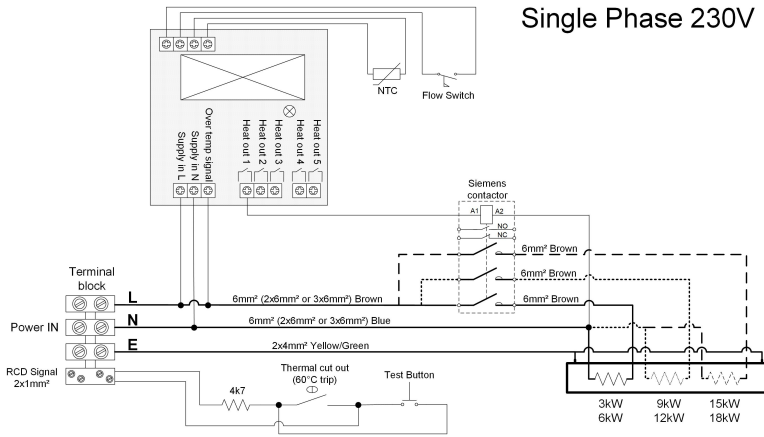 Single Phase 230V
NTC
Flow Switch
Supply in L
Supply in N
Over temp signal
Heat out 1
Heat out 2
Heat out 3
Heat out 4
Heat out 5
Siemens
contactor
A1
A2
NO
NC
6mm² Brown
6mm² Brown
6mm² Brown
Terminal
block
L
6mm² (2x6mm² or 3x6mm²) Brown
Power IN
N
6mm² (2x6mm² or 3x6mm²) Blue
E
2x4mm² Yellow/Green
RCD Signal
2x1mm²
4k7
Thermal cut out
(60°C trip)
Test Button
3kW
6kW
9kW
12kW
15kW
18kW